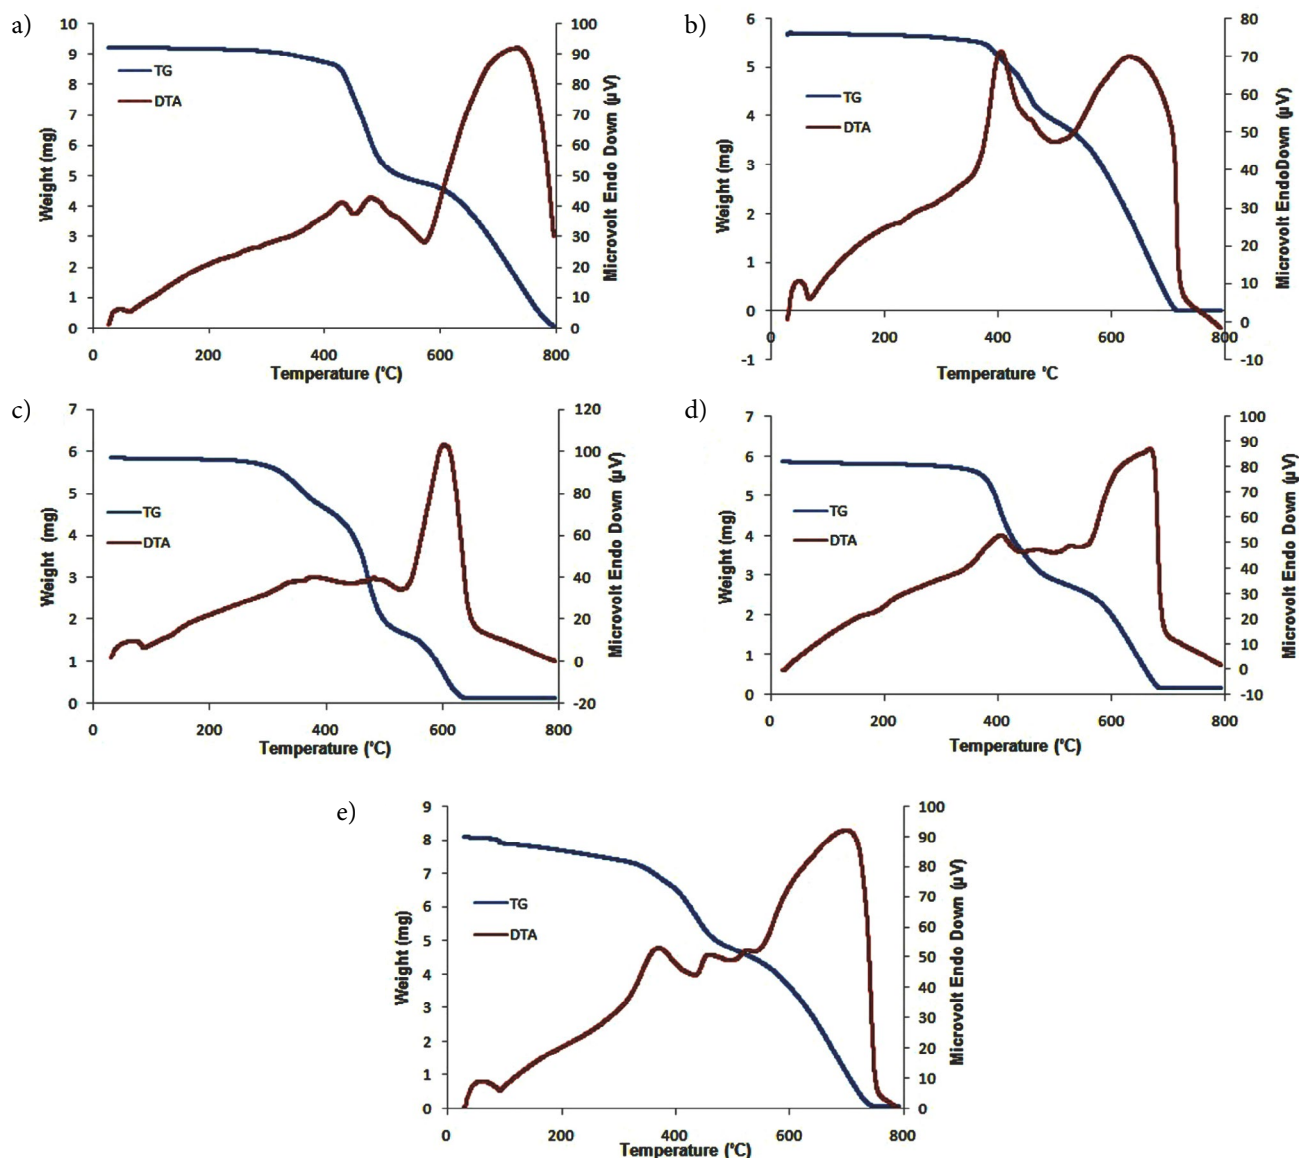 a)
10
9
8
7
6
5
4
3
2
1
0
Weight (mg)
TG
DTA
100
90
80
70
60
50
40
30
20
10
0
Microvolt Endo Down (µV)
0 200 400 600 800
Temperature (°C)
b)
6
5
4
3
2
1
0
-1
Weight (mg)
TG
DTA
80
70
60
50
40
30
20
10
0
-10
Microvolt EndoDown (µV)
0 200 400 600 800
Temperature °C
c)
7
6
5
4
3
2
1
0
Weight (mg)
TG
DTA
120
100
80
60
40
20
0
-20
Microvolt Endo Down (µV)
0 200 400 600 800
Temperature (°C)
d)
7
6
5
4
3
2
1
0
Weight (mg)
TG
DTA
100
90
80
70
60
50
40
30
20
10
0
-10
Microvolt Endo Down (µV)
0 200 400 600 800
Temperature (°C)
e)
9
8
7
6
5
4
3
2
1
0
Weight (mg)
TG
DTA
100
90
80
70
60
50
40
30
20
10
0
Microvolt Endo Down (µV)
0 200 400 600 800
Temperature (°C)